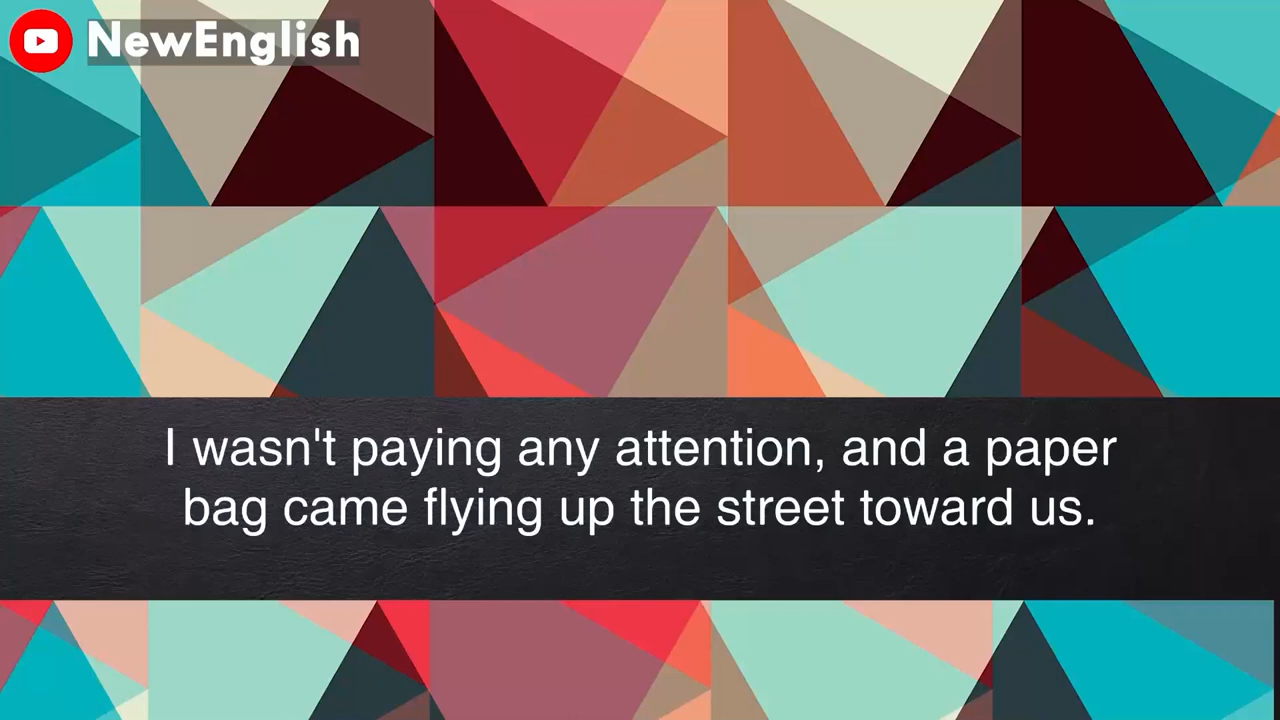 NewEnglish
I wasn't paying any attention, and a paper
bag came flying up the street toward us.